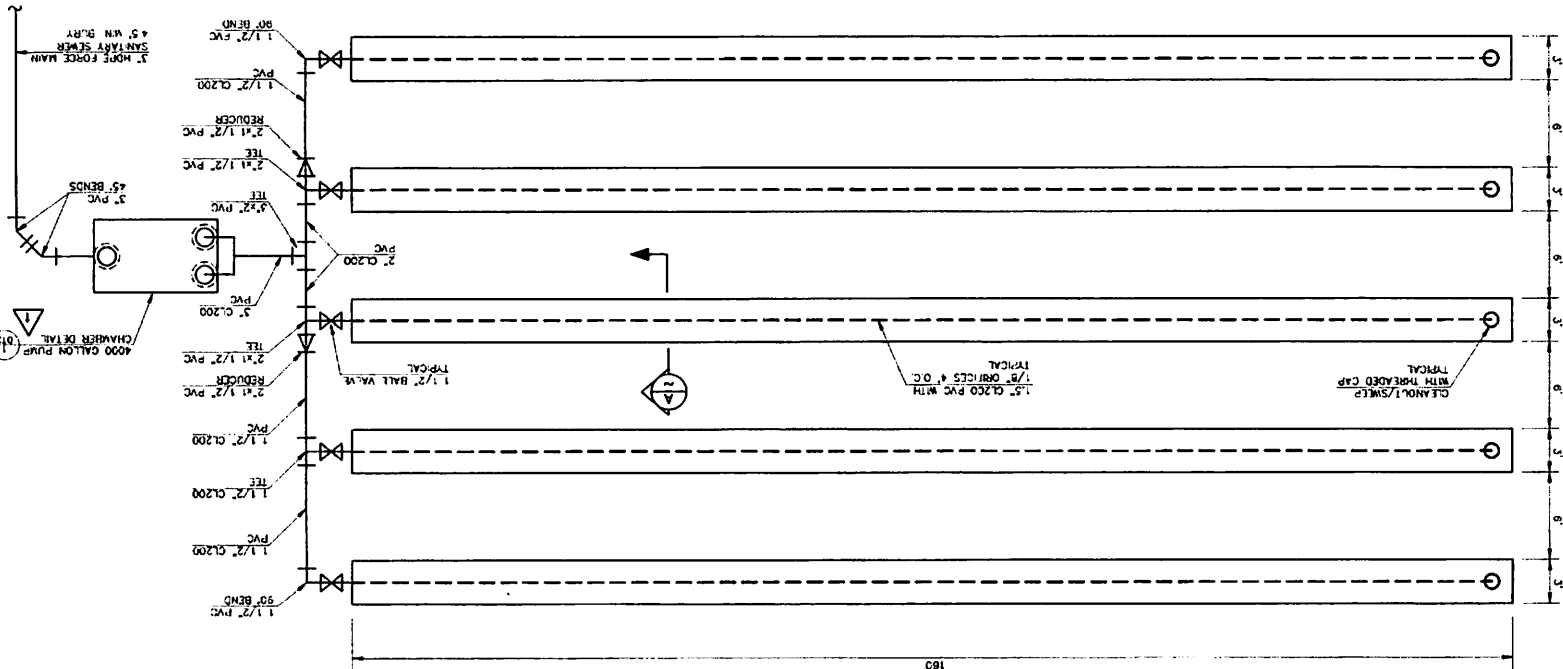 160
3'
1 1/2" PVC
90° BEND
6'
1 1/2" CL200
PVC
3'
1 1/2" CL200
TEE
6'
CLEANOUT/SWEEP
WITH THREADED CAP
TYPICAL
1.5" CL200 PVC WITH
1/8" ORIFICES 4' O.C.
TYPICAL
A
1 1/2" BALL VALVE
TYPICAL
1 1/2" CL200
PVC
2"x1 1/2" PVC
REDUCER
2"x1 1/2" PVC
TEE
3'
4000 GALLON PUMP
CHAMBER DETAIL
1
1
3" CL200
PVC
6'
2" CL200
PVC
3"x2" PVC
TEE
3" PVC
45° BENDS
3'
2"x1 1/2" PVC
TEE
2"x1 1/2" PVC
REDUCER
6'
1 1/2" CL200
PVC
3'
1 1/2" PVC
90° BEND
3" HDPE FORCE MAIN
SANITARY SEWER
4.5' MIN BURY